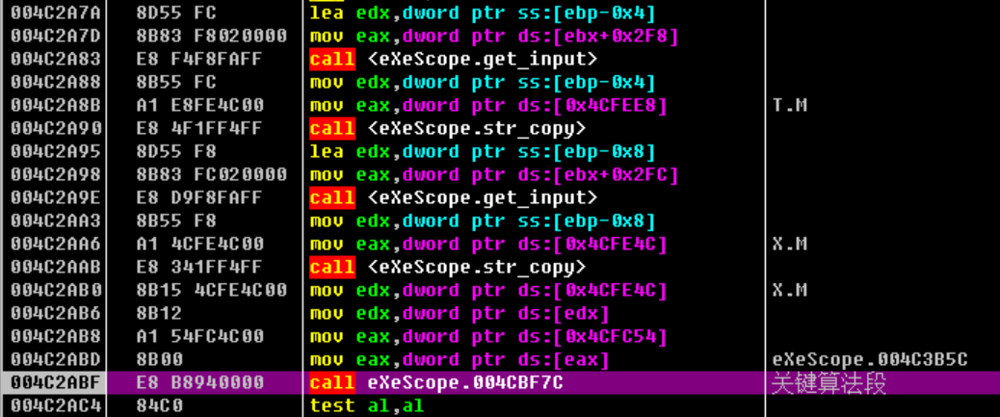 004C2A7A 8D55 FC lea edx,dword ptr ss:[ebp-0x4]
004C2A7D 8B83 F8020000 mov eax,dword ptr ds:[ebx+0x2F8]
004C2A83 E8 F4F8FAFF call <eXeScope.get_input>
004C2A88 8B55 FC mov edx,dword ptr ss:[ebp-0x4]
004C2A8B A1 E8FE4C00 mov eax,dword ptr ds:[0x4CFEE8] T.M
004C2A90 E8 4F1FF4FF call <eXeScope.str_copy>
004C2A95 8D55 F8 lea edx,dword ptr ss:[ebp-0x8]
004C2A98 8B83 FC020000 mov eax,dword ptr ds:[ebx+0x2FC]
004C2A9E E8 D9F8FAFF call <eXeScope.get_input>
004C2AA3 8B55 F8 mov edx,dword ptr ss:[ebp-0x8]
004C2AA6 A1 4CFE4C00 mov eax,dword ptr ds:[0x4CFE4C] X.M
004C2AAB E8 341FF4FF call <eXeScope.str_copy>
004C2AB0 8B15 4CFE4C00 mov edx,dword ptr ds:[0x4CFE4C] X.M
004C2AB6 8B12 mov edx,dword ptr ds:[edx]
004C2AB8 A1 54FC4C00 mov eax,dword ptr ds:[0x4CFC54]
004C2ABD 8B00 mov eax,dword ptr ds:[eax] eXeScope.004C3B5C
004C2ABF E8 B8940000 call eXeScope.004CBF7C 关键算法段
004C2AC4 84C0 test al,al